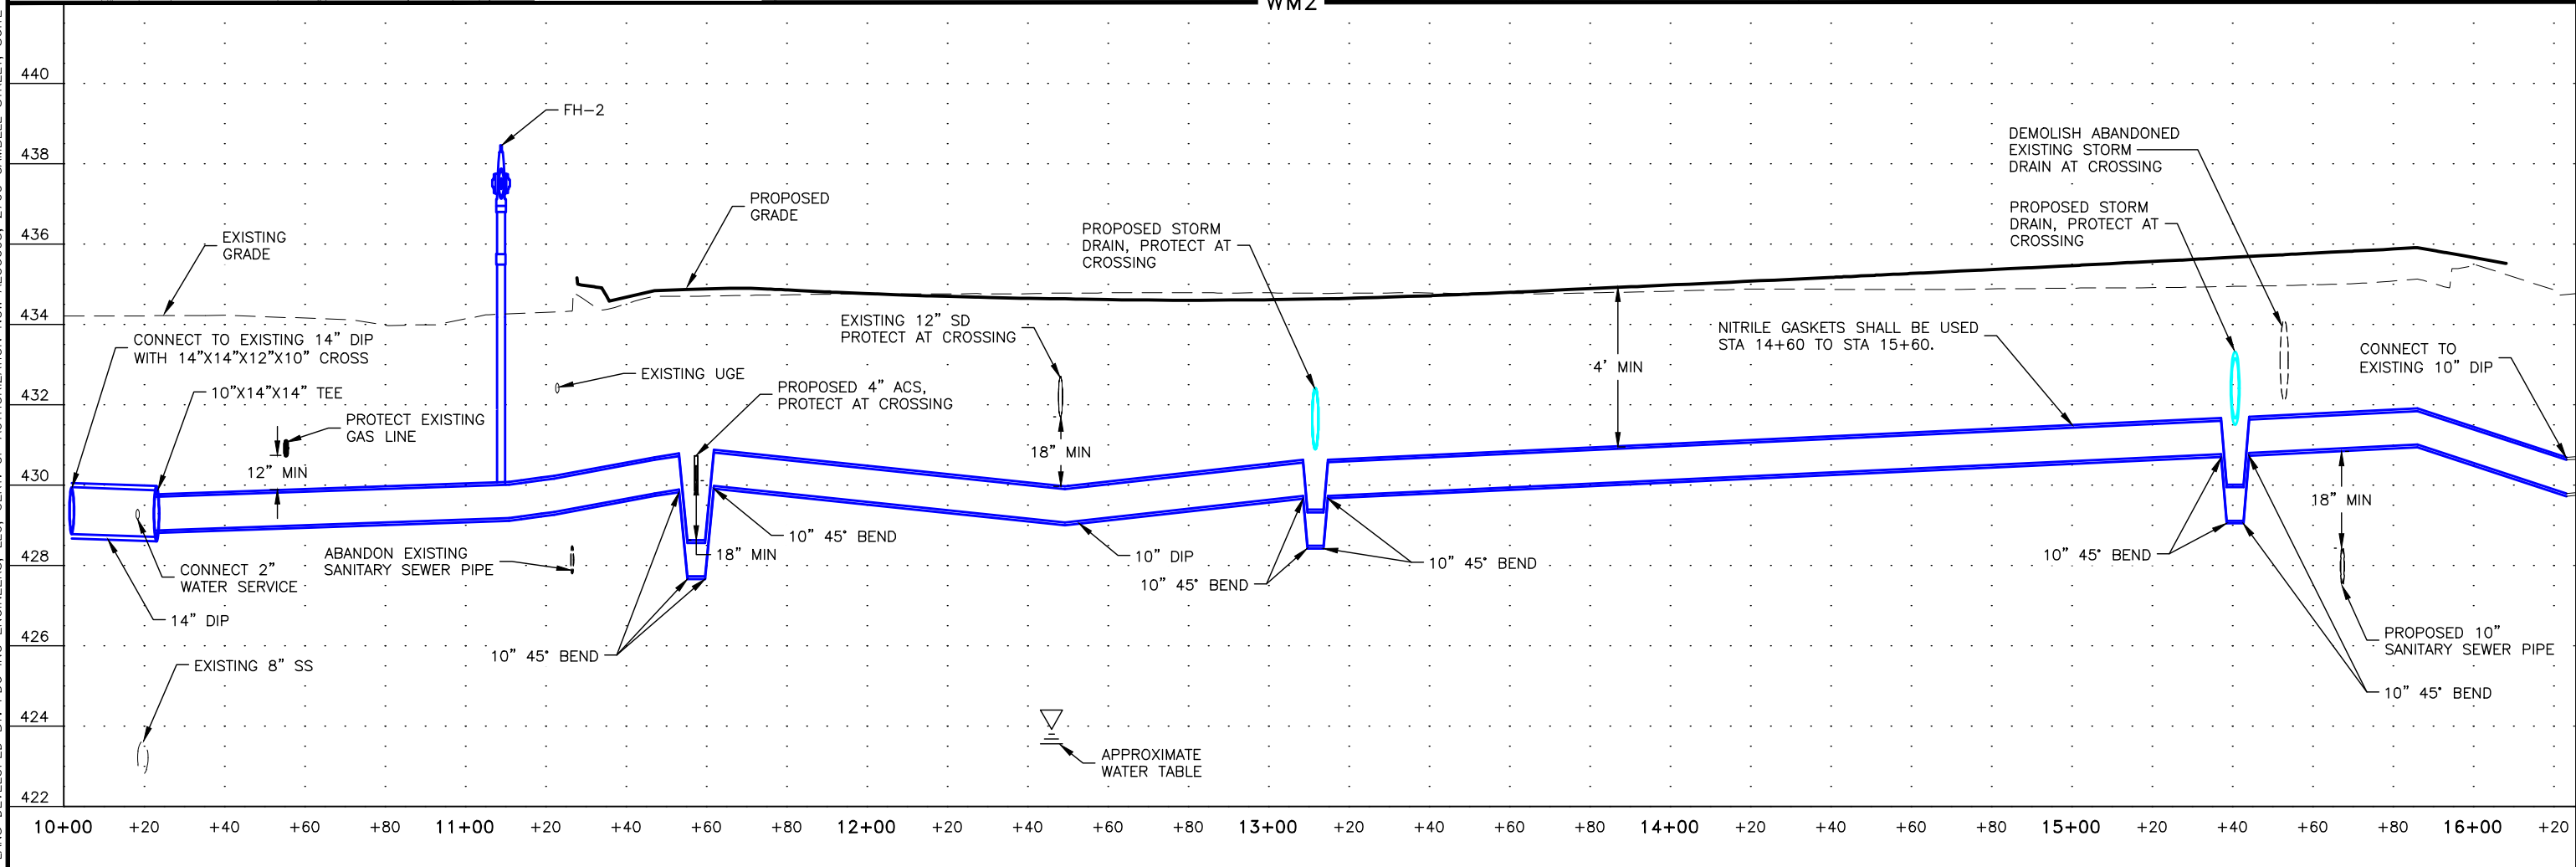 WM2
440
438
436
434
432
430
428
426
424
422
FH-2
EXISTING
GRADE
PROPOSED
GRADE
PROPOSED STORM
DRAIN, PROTECT AT
CROSSING
DEMOLISH ABANDONED
EXISTING STORM
DRAIN AT CROSSING
PROPOSED STORM
DRAIN, PROTECT AT
CROSSING
CONNECT TO EXISTING 14" DIP
WITH 14"X14"X12"X10" CROSS
10"X14"X14" TEE
PROTECT EXISTING
GAS LINE
12" MIN
EXISTING UGE
EXISTING 12" SD
PROTECT AT CROSSING
PROPOSED 4" ACS,
PROTECT AT CROSSING
18" MIN
4' MIN
NITRILE GASKETS SHALL BE USED
STA 14+60 TO STA 15+60.
CONNECT TO
EXISTING 10" DIP
CONNECT 2"
WATER SERVICE
14" DIP
ABANDON EXISTING
SANITARY SEWER PIPE
10" 45° BEND
18" MIN
10" 45° BEND
10" DIP
10" 45° BEND
10" 45° BEND
10" 45° BEND
18" MIN
PROPOSED 10"
SANITARY SEWER PIPE
10" 45° BEND
EXISTING 8" SS
APPROXIMATE
WATER TABLE
10+00 +20 +40 +60 +80 11+00 +20 +40 +60 +80 12+00 +20 +40 +60 +80 13+00 +20 +40 +60 +80 14+00 +20 +40 +60 +80 15+00 +20 +40 +60 +80 16+00 +20